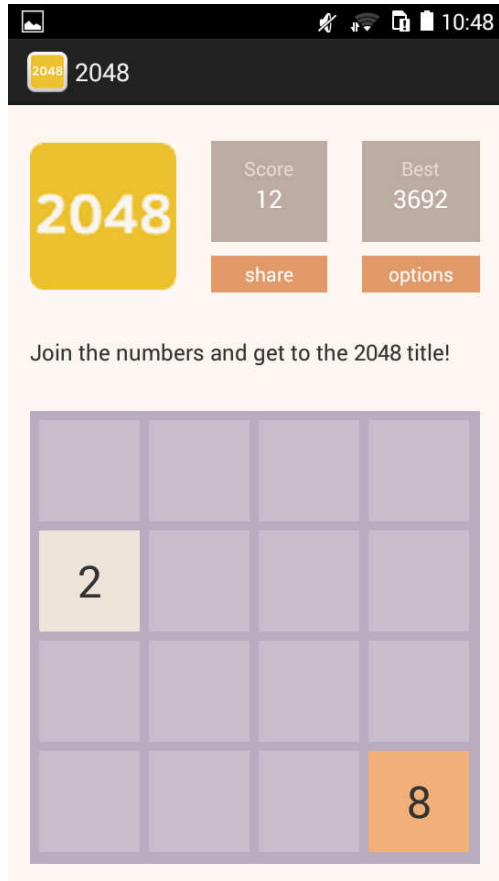 10:48
2048 2048
2048
Score
12
Best
3692
share
options
Join the numbers and get to the 2048 title!
2
8